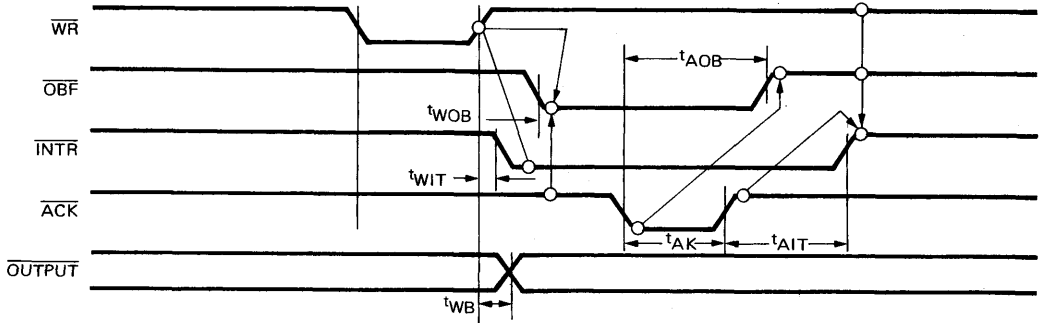 WR
OBF
tAOB
tWOB
INTR
tWIT
ACK
tAK
tAIT
OUTPUT
tWB